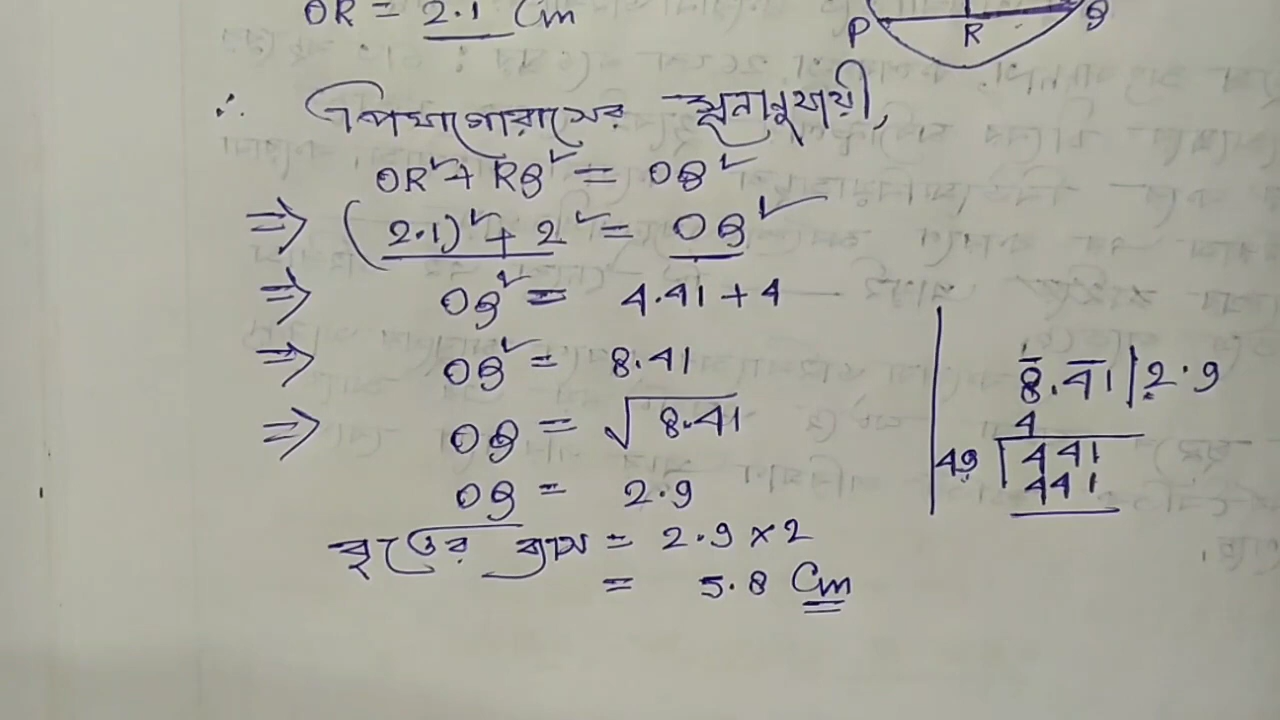 OR = 2.1 Cm
P R Q
∴ পিথাগোরাসের সূত্রানুযায়ী,
OR² + RQ² = OQ²
⇒ (2.1)² + 2² = OQ²
⇒ OQ² = 4.41 + 4
⇒ OQ² = 8.41
⇒ OQ = √8.41
OQ = 2.9
বৃত্তের ব্যাস = 2.9 × 2
= 5.8 Cm
8.41 | 2.9
4
49 | 441
441